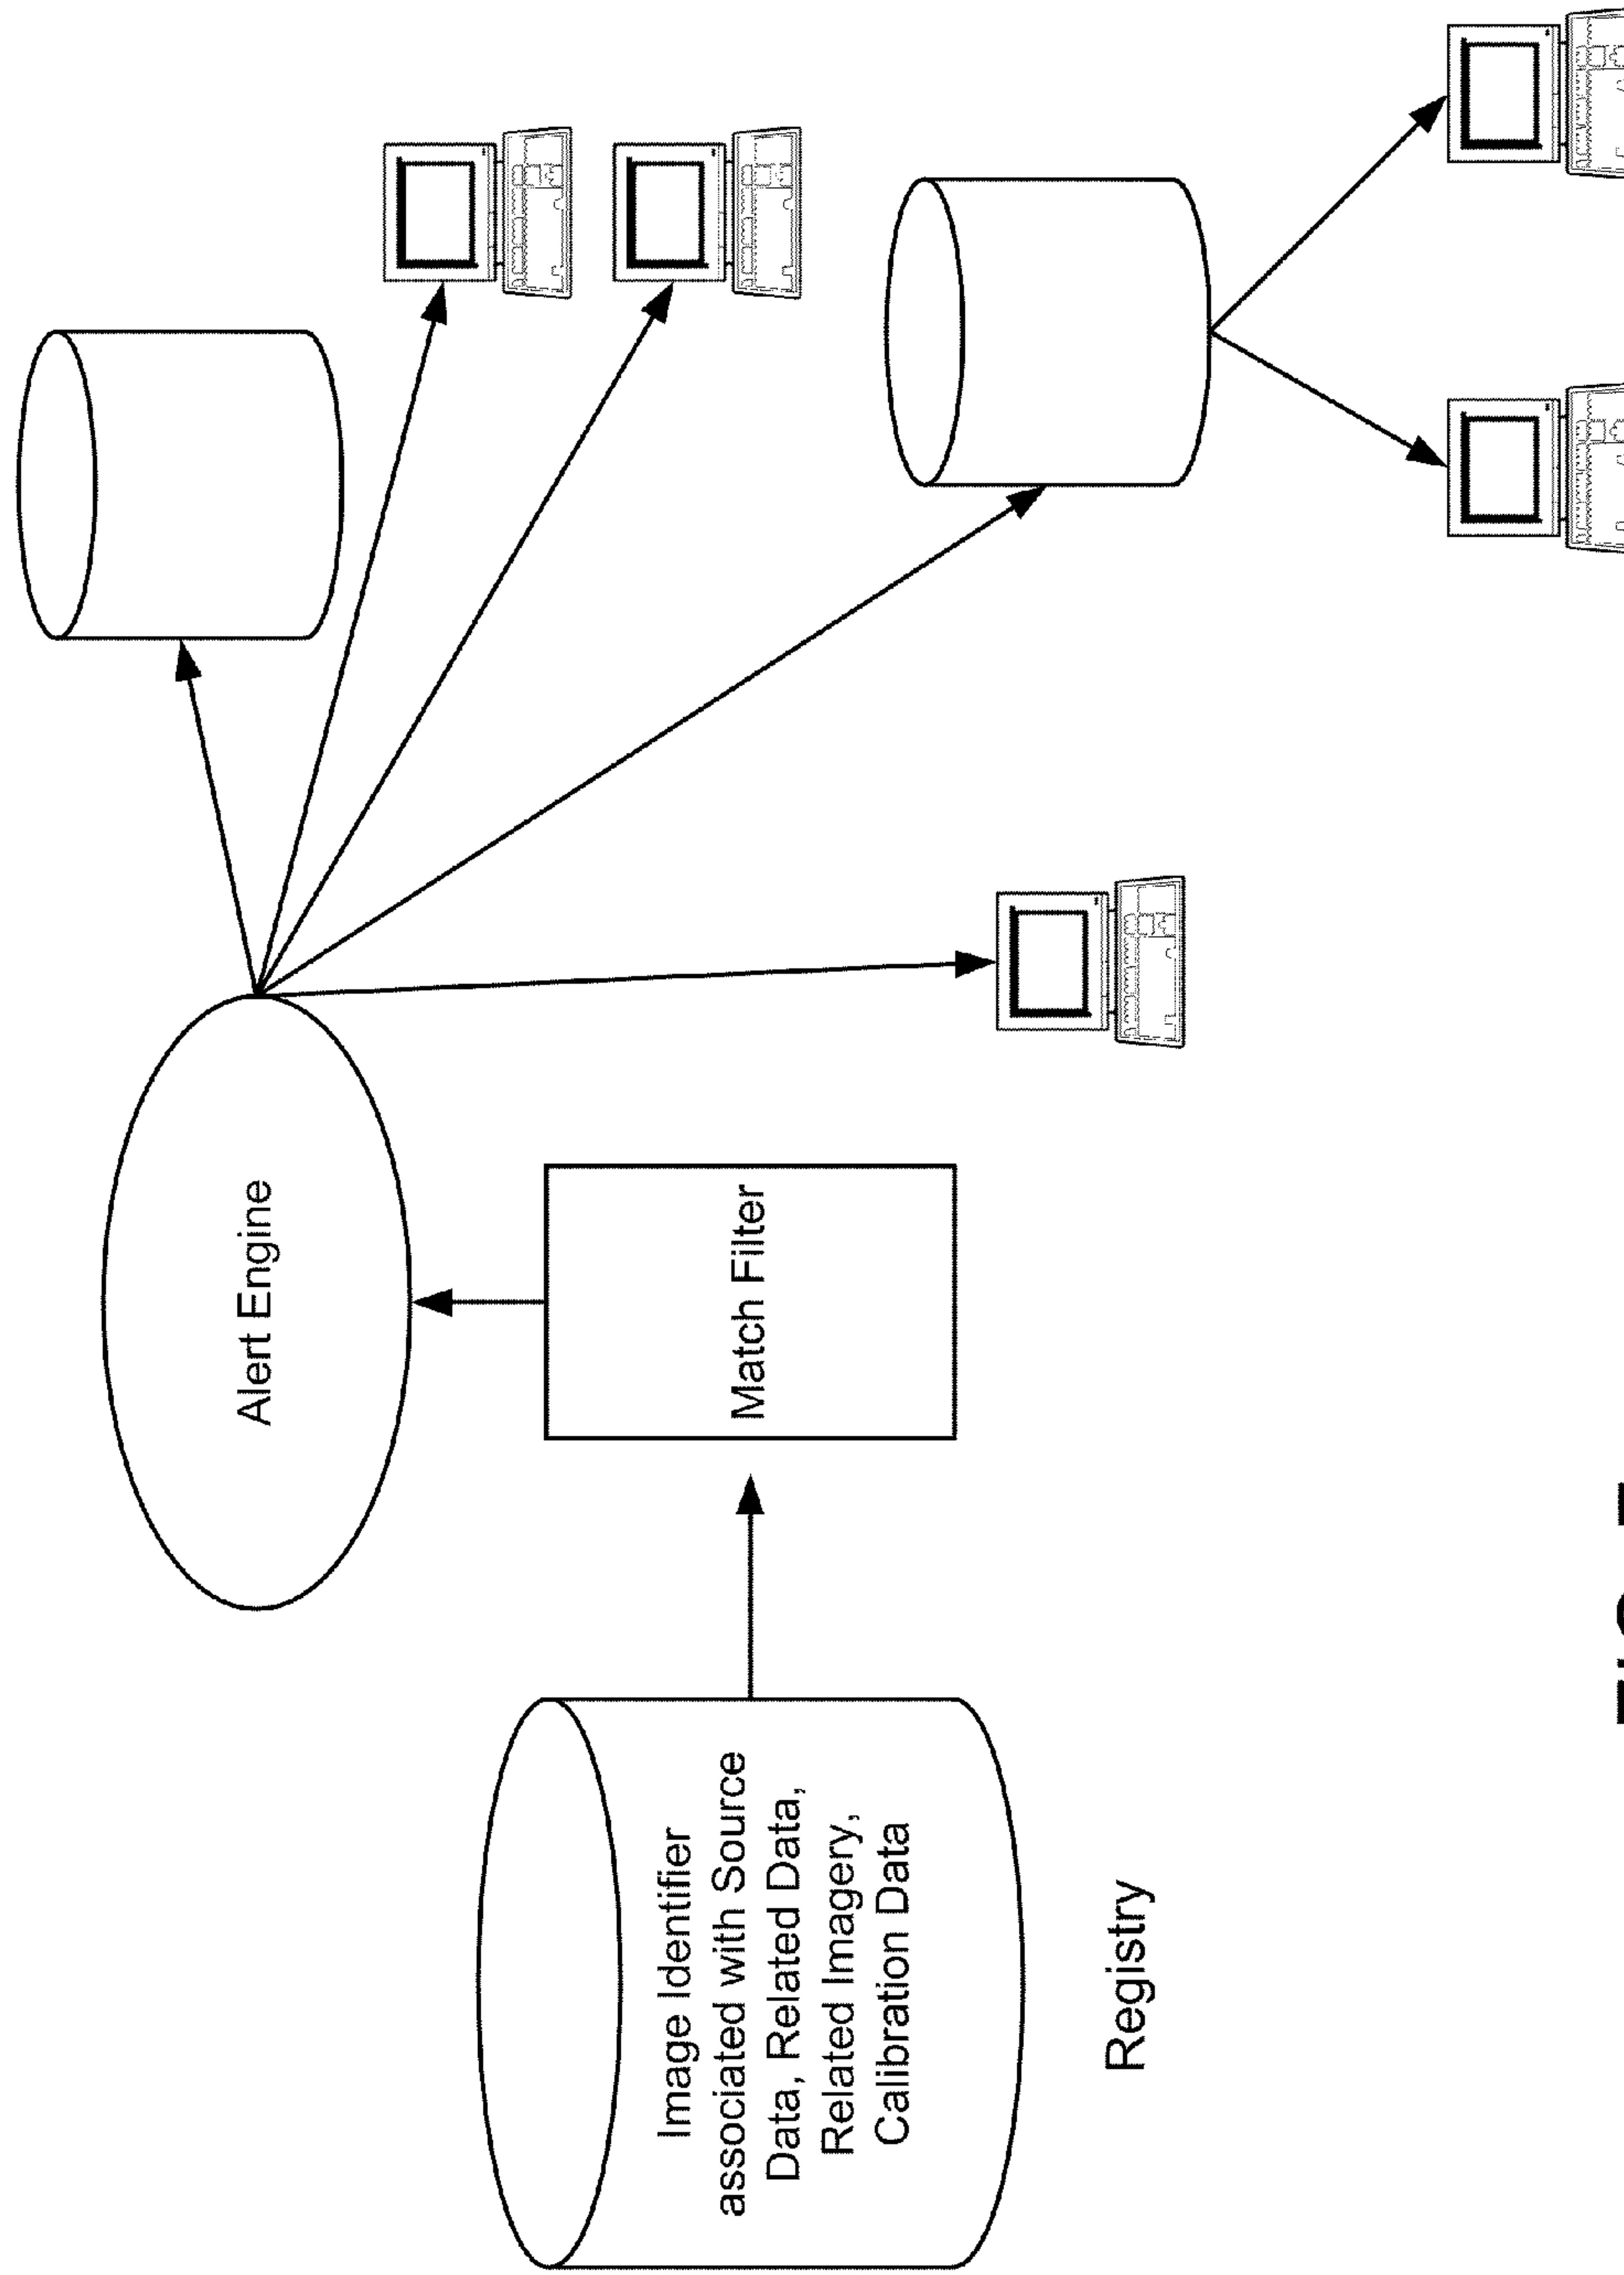 Alert Engine
Match Filter
Image Identifier
associated with Source
Data, Related Data,
Related Imagery,
Calibration Data
Registry